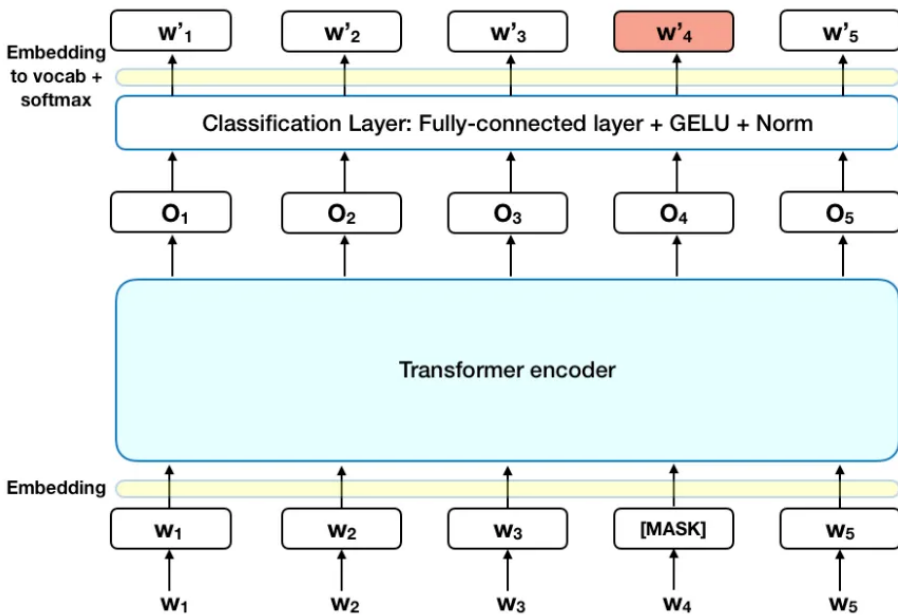 w’1 w’2 w’3 w’4 w’5
Embedding
to vocab +
softmax
Classification Layer: Fully-connected layer + GELU + Norm
O1 O2 O3 O4 O5
Transformer encoder
Embedding
w1 w2 w3 [MASK] w5
w1 w2 w3 w4 w5